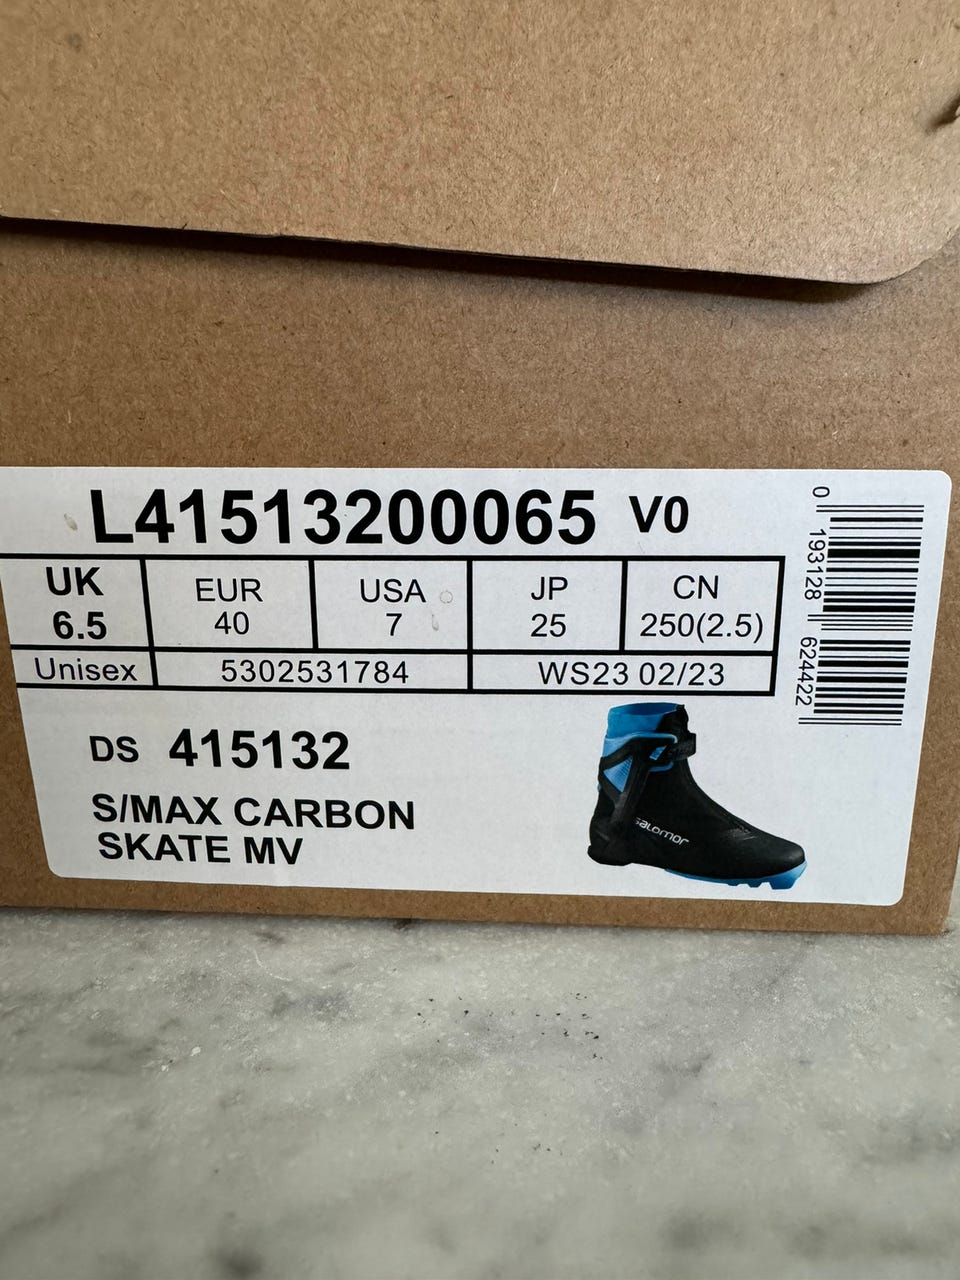 L41513200065 V0
UK EUR USA JP CN
6.5 40 7 25 250(2.5)
Unisex 5302531784 WS23 02/23
0 193128 624422
DS 415132
S/MAX CARBON
SKATE MV
salomon